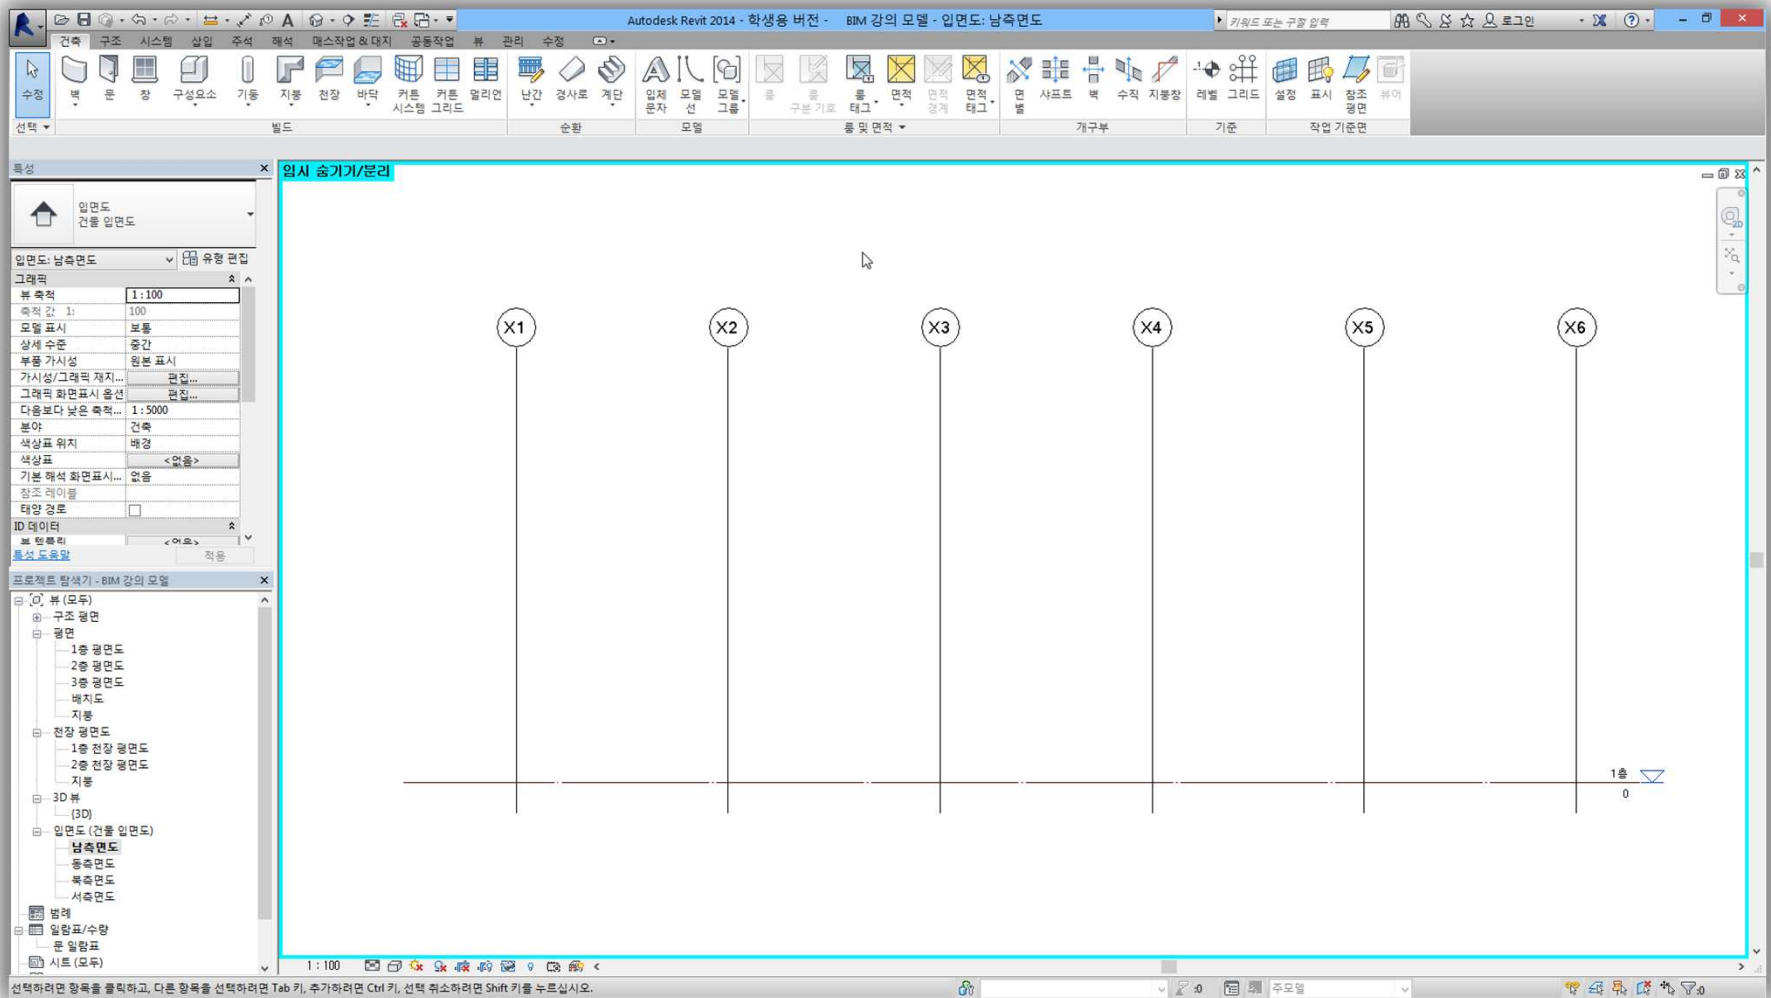 Autodesk Revit 2014 - 학생용 버전 - BIM 강의 모델 - 입면도: 남측면도
키워드 또는 구절 입력
로그인
건축 구조 시스템 삽입 주석 해석 매스작업 & 대지 공동작업 뷰 관리 수정
수정 벽 문 창 구성요소 기둥 지붕 천장 바닥 커튼 시스템 커튼 그리드 멀리언 난간 경사로 계단 입체 문자 모델 선 모델 그룹 룸 룸 구분 기호 룸 태그 면적 면적 경계 면적 태그 면 별 샤프트 벽 수직 지붕창 레벨 그리드 설정 표시 참조 평면 뷰어
선택 빌드 순환 모델 룸 및 면적 개구부 기준 작업 기준면
특성
입면도
건물 입면도
입면도: 남측면도 유형 편집
그래픽
뷰 축척 1 : 100
축척 값 1: 100
모델 표시 보통
상세 수준 중간
부품 가시성 원본 표시
가시성/그래픽 재지... 편집...
그래픽 화면표시 옵션 편집...
다음보다 낮은 축척... 1 : 5000
분야 건축
색상표 위치 배경
색상표 <없음>
기본 해석 화면표시... 없음
참조 레이블
태양 경로
ID 데이터
뷰 템플릿 <없음>
특성 도움말 적용
프로젝트 탐색기 - BIM 강의 모델
뷰 (모두)
구조 평면
평면
1층 평면도
2층 평면도
3층 평면도
배치도
지붕
천장 평면도
1층 천장 평면도
2층 천장 평면도
지붕
3D 뷰
{3D}
입면도 (건물 입면도)
남측면도
동측면도
북측면도
서측면도
범례
일람표/수량
문 일람표
시트 (모두)
임시 숨기기/분리
2D
X1 X2 X3 X4 X5 X6
1층
0
1 : 100
선택하려면 항목을 클릭하고, 다른 항목을 선택하려면 Tab 키, 추가하려면 Ctrl 키, 선택 취소하려면 Shift 키를 누르십시오.
:0
주모델
:0